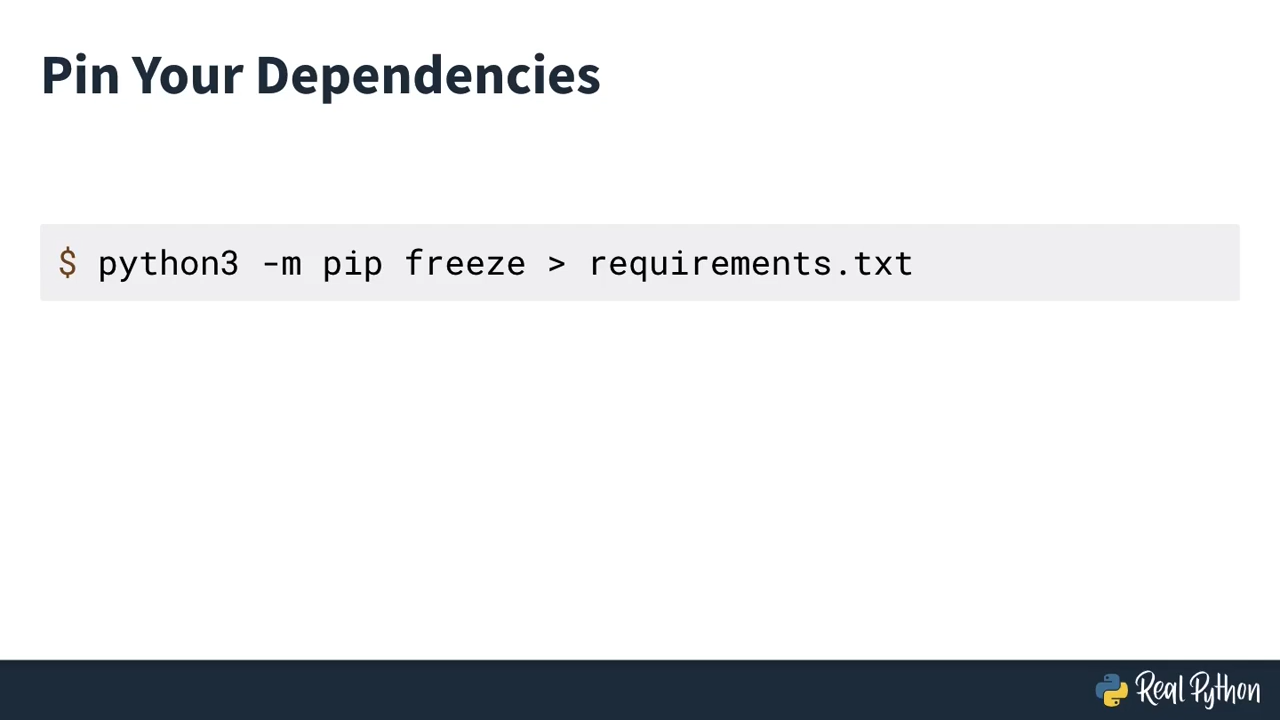 Pin Your Dependencies
$ python3 -m pip freeze > requirements.txt
Real Python